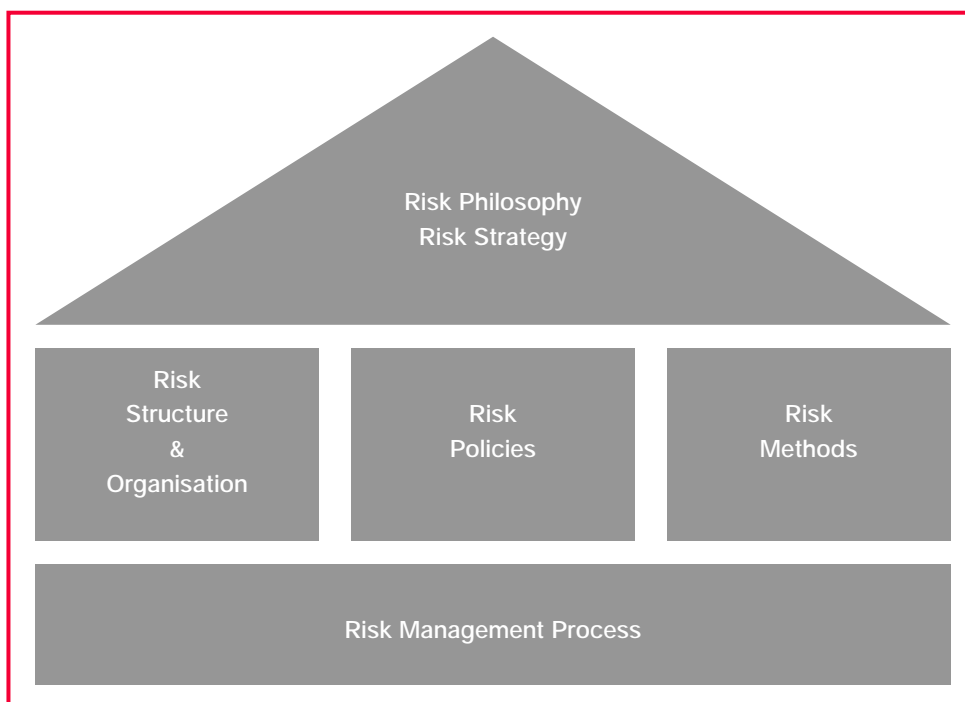 Risk Philosophy
Risk Strategy
Risk
Structure
&
Organisation
Risk
Policies
Risk
Methods
Risk Management Process